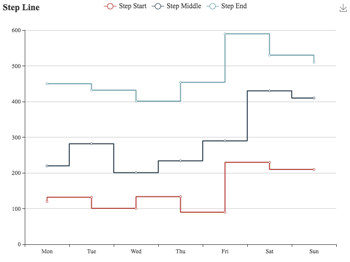 Step Line
Step Start
Step Middle
Step End
600
500
400
300
200
100
0
Mon
Tue
Wed
Thu
Fri
Sat
Sun